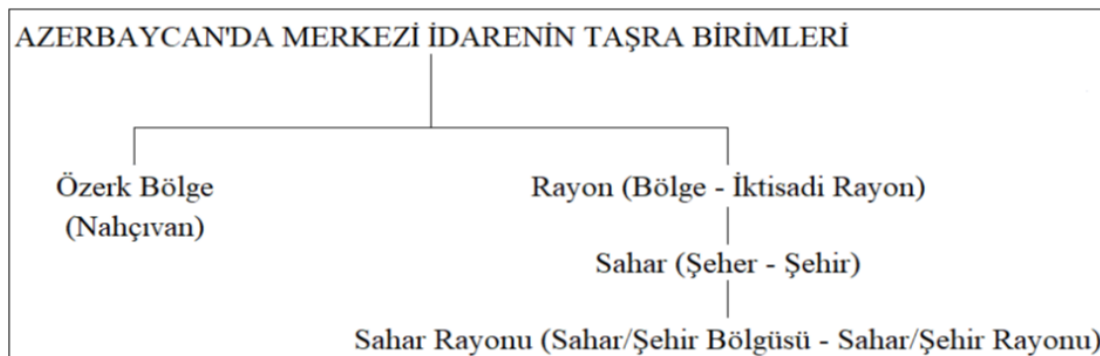 AZERBAYCAN'DA MERKEZİ İDARENİN TAŞRA BİRİMLERİ
Özerk Bölge
(Nahçıvan)
Rayon (Bölge - İktisadi Rayon)
Sahar (Şeher - Şehir)
Sahar Rayonu (Sahar/Şehir Bölgüsü - Sahar/Şehir Rayonu)